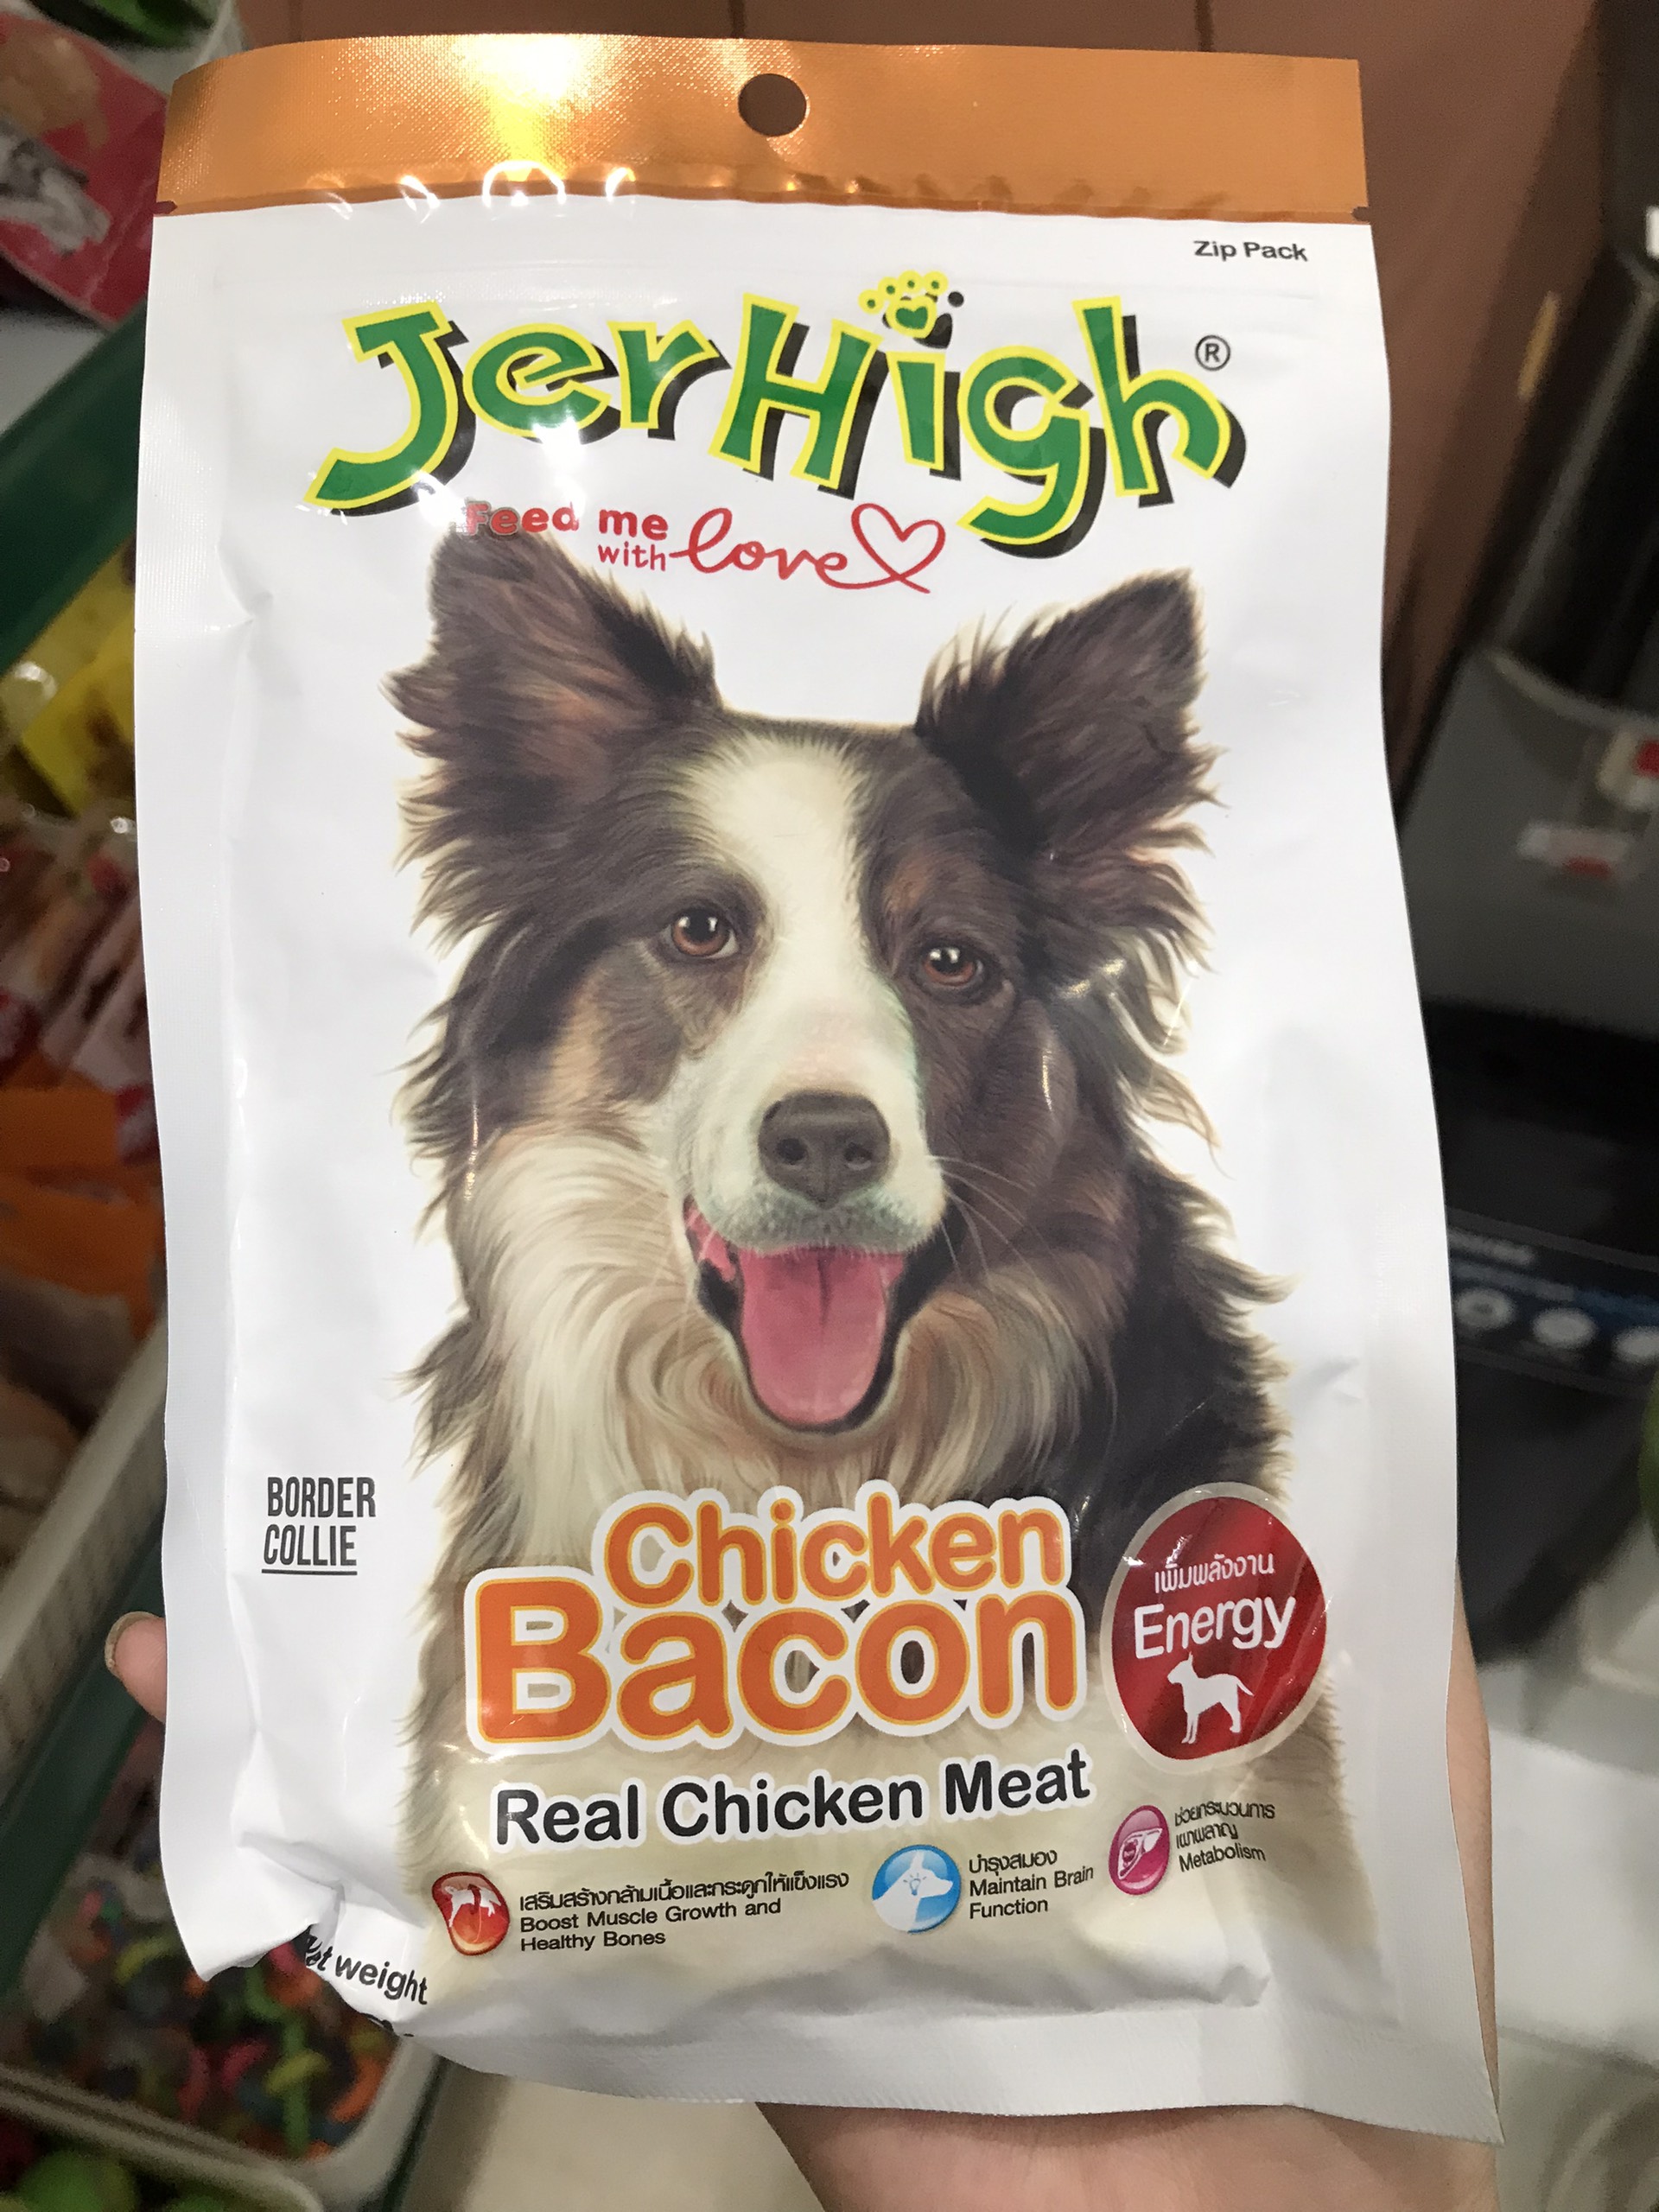 Zip Pack
JerHigh®
Feed me
with love
BORDER
COLLIE
Chicken
Bacon
เพิ่มพลังงาน
Energy
Real Chicken Meat
เสริมสร้างกล้ามเนื้อและกระดูกให้แข็งแรง
Boost Muscle Growth and
Healthy Bones
บำรุงสมอง
Maintain Brain
Function
ช่วยกระบวนการ
เผาผลาญ
Metabolism
weight